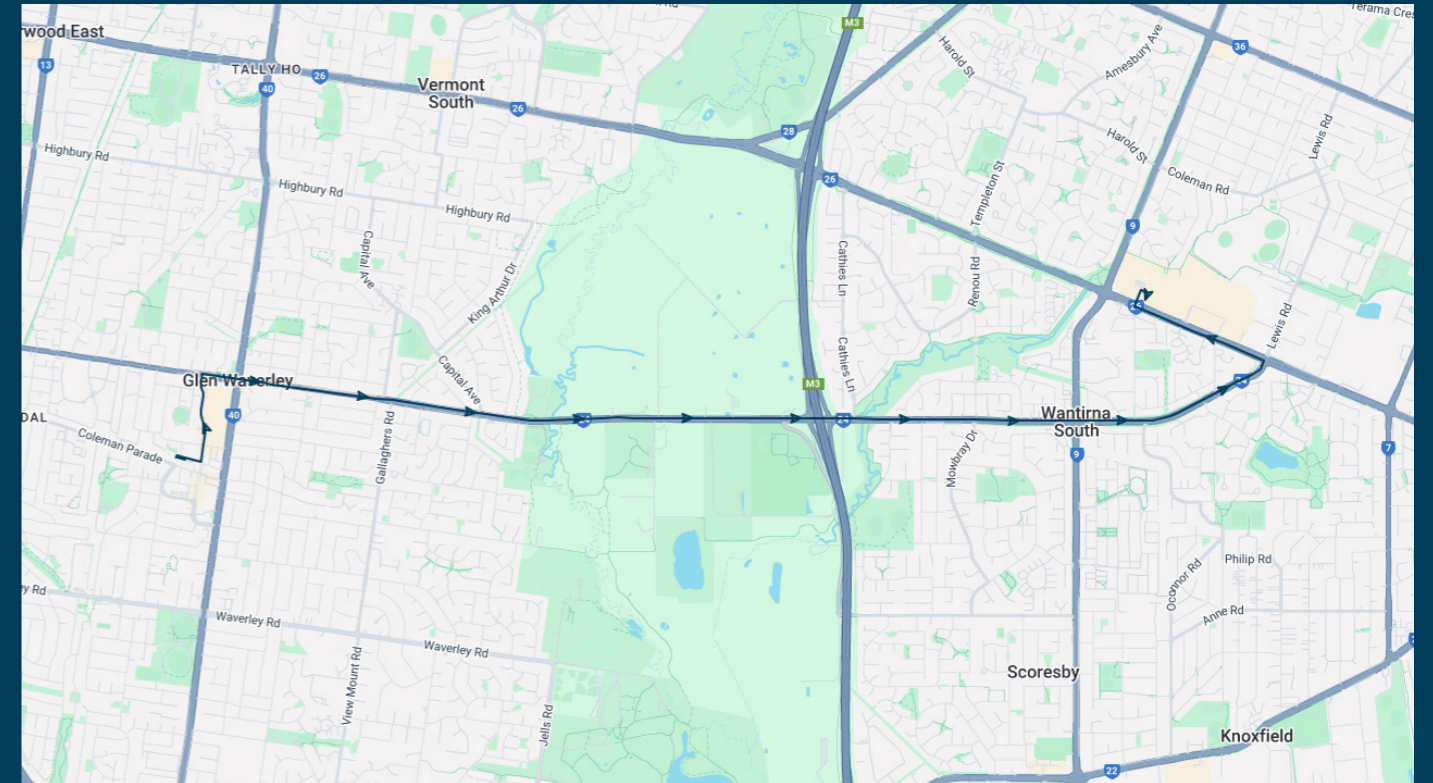 rwood East
M3
Terama Cres
13
TALLY HO
26
40
Vermont
South
26
28
Harold St
Amesbury Ave
36
Highbury Rd
Highbury Rd
Highbury Rd
26
Harold St
Lewis Rd
Coleman Rd
Templeton St
9
Capital Ave
King Arthur Dr
Cathies Ln
Renou Rd
Lewis Rd
Cathies Ln
Capital Ave
Glen Waverley
M3
40
24
Wantirna
South
DAL
Coleman Parade
Gallaghers Rd
Mowbray Dr
9
7
Oconnor Rd
Philip Rd
Anne Rd
ey Rd
Waverley Rd
Waverley Rd
View Mount Rd
Jells Rd
Scoresby
Knoxfield
22